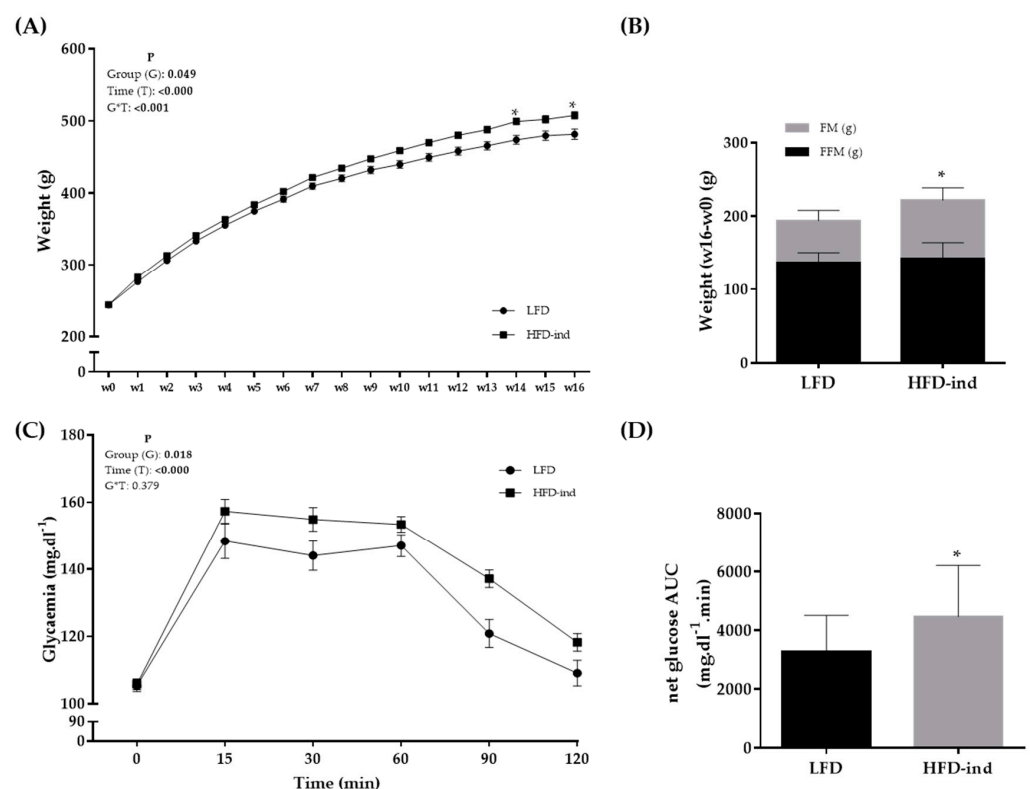 (A)
600
500
400
300
200
0
Weight (g)
P
Group (G): 0.049
Time (T): <0.000
G*T: <0.001
*
*
LFD
HFD-ind
w0 w1 w2 w3 w4 w5 w6 w7 w8 w9 w10 w11 w12 w13 w14 w15 w16
(B)
FM (g)
FFM (g)
300
200
100
0
Weight (w16-w0) (g)
*
LFD HFD-ind
(C)
180
160
140
120
100
90
0
Glycaemia (mg.dl-1)
P
Group (G): 0.018
Time (T): <0.000
G*T: 0.379
LFD
HFD-ind
0 15 30 60 90 120
Time (min)
(D)
8000
6000
4000
2000
0
net glucose AUC
(mg.dl-1.min)
*
LFD HFD-ind